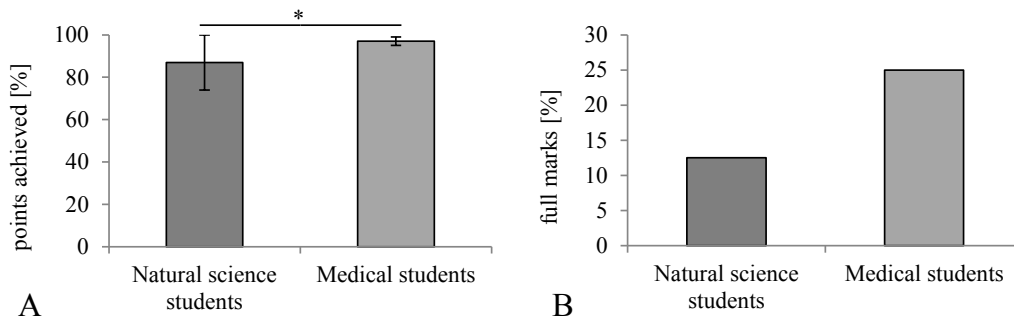 *
points achieved [%]
100
80
60
40
20
0
Natural science
students
Medical students
A
full marks [%]
30
25
20
15
10
5
0
Natural science
students
Medical students
B